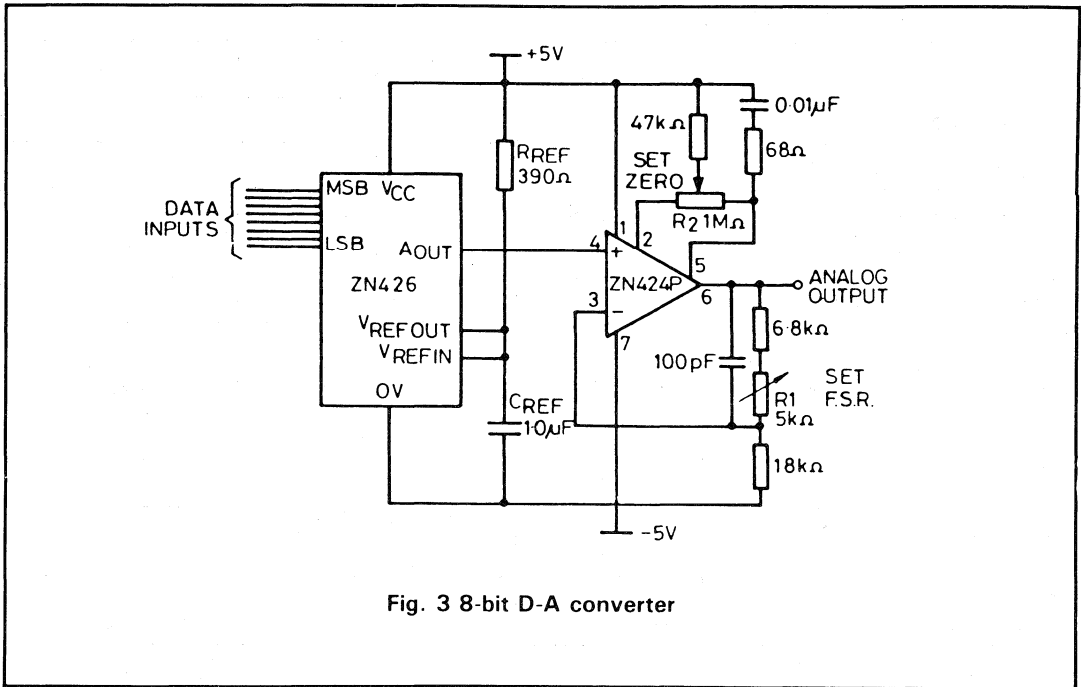 +5V
0·01µF
47kΩ
68Ω
RREF
390Ω
SET
ZERO
R2 1MΩ
DATA
INPUTS
MSB
VCC
LSB
AOUT
ZN426
VREFOUT
VREFIN
0V
CREF
1·0µF
1
2
4
+
5
ZN424P
6
3
−
7
ANALOG
OUTPUT
6·8kΩ
100pF
SET
F.S.R.
R1
5kΩ
18kΩ
−5V
Fig. 3 8-bit D-A converter